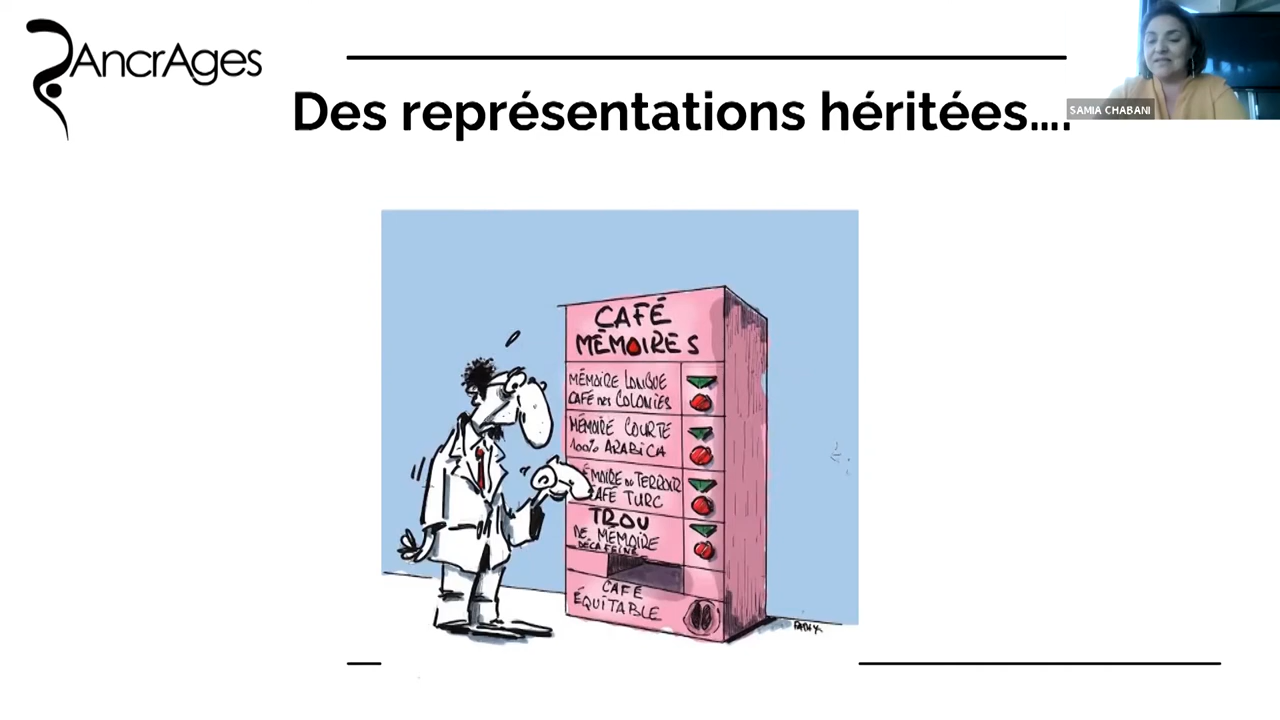 AncrAges
Des représentations héritées....
SAMIA CHABANI
CAFÉ
MÉMOIRES
MÉMOIRE LONGUE
CAFÉ DES COLONIES
MÉMOIRE COURTE
100% ARABICA
ÉMOIRE DU TERROIR
CAFÉ TURC
TROU
DE MÉMOIRE
DÉCAFÉINÉ
CAFÉ
ÉQUITABLE